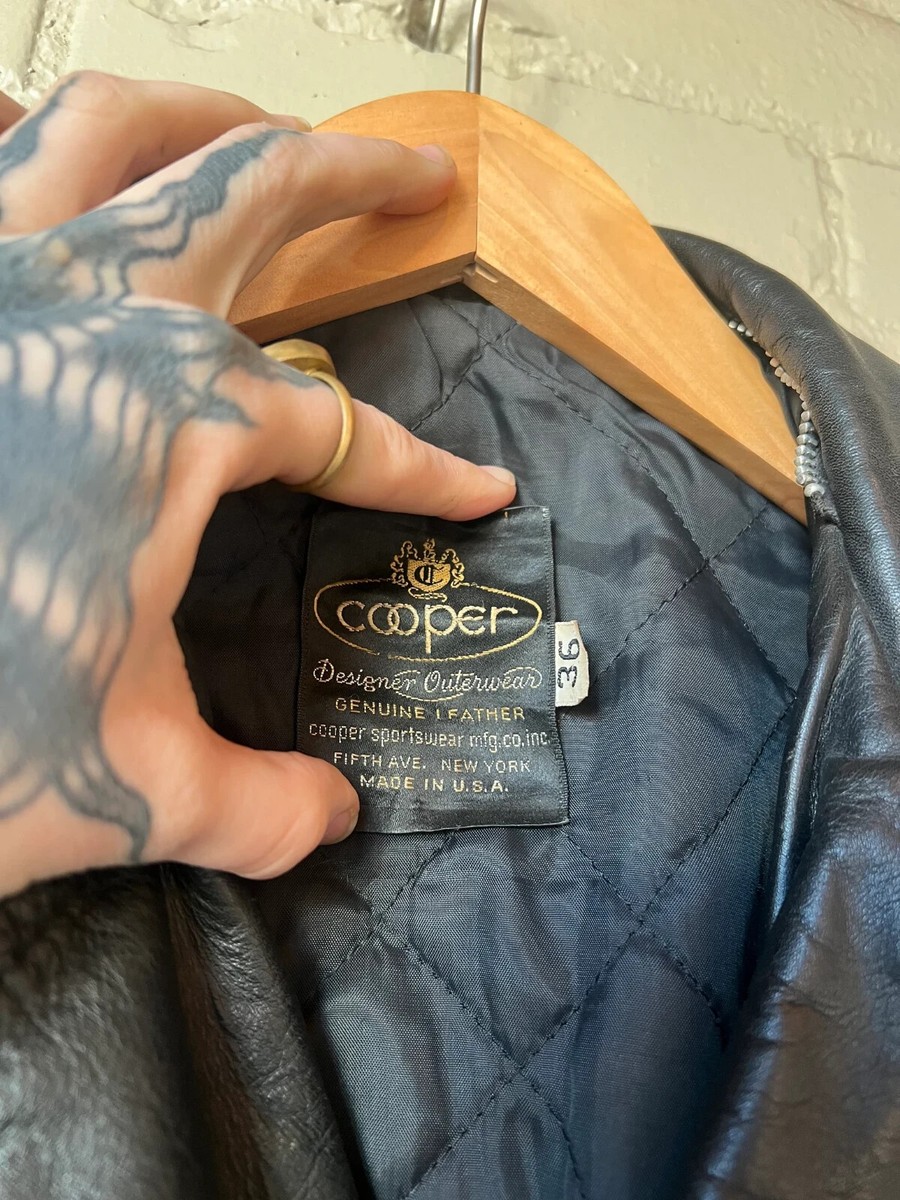 C
cooper
Designer Outerwear
GENUINE LEATHER
cooper sportswear mfg.co,inc.
FIFTH AVE. NEW YORK
MADE IN U.S.A.
36